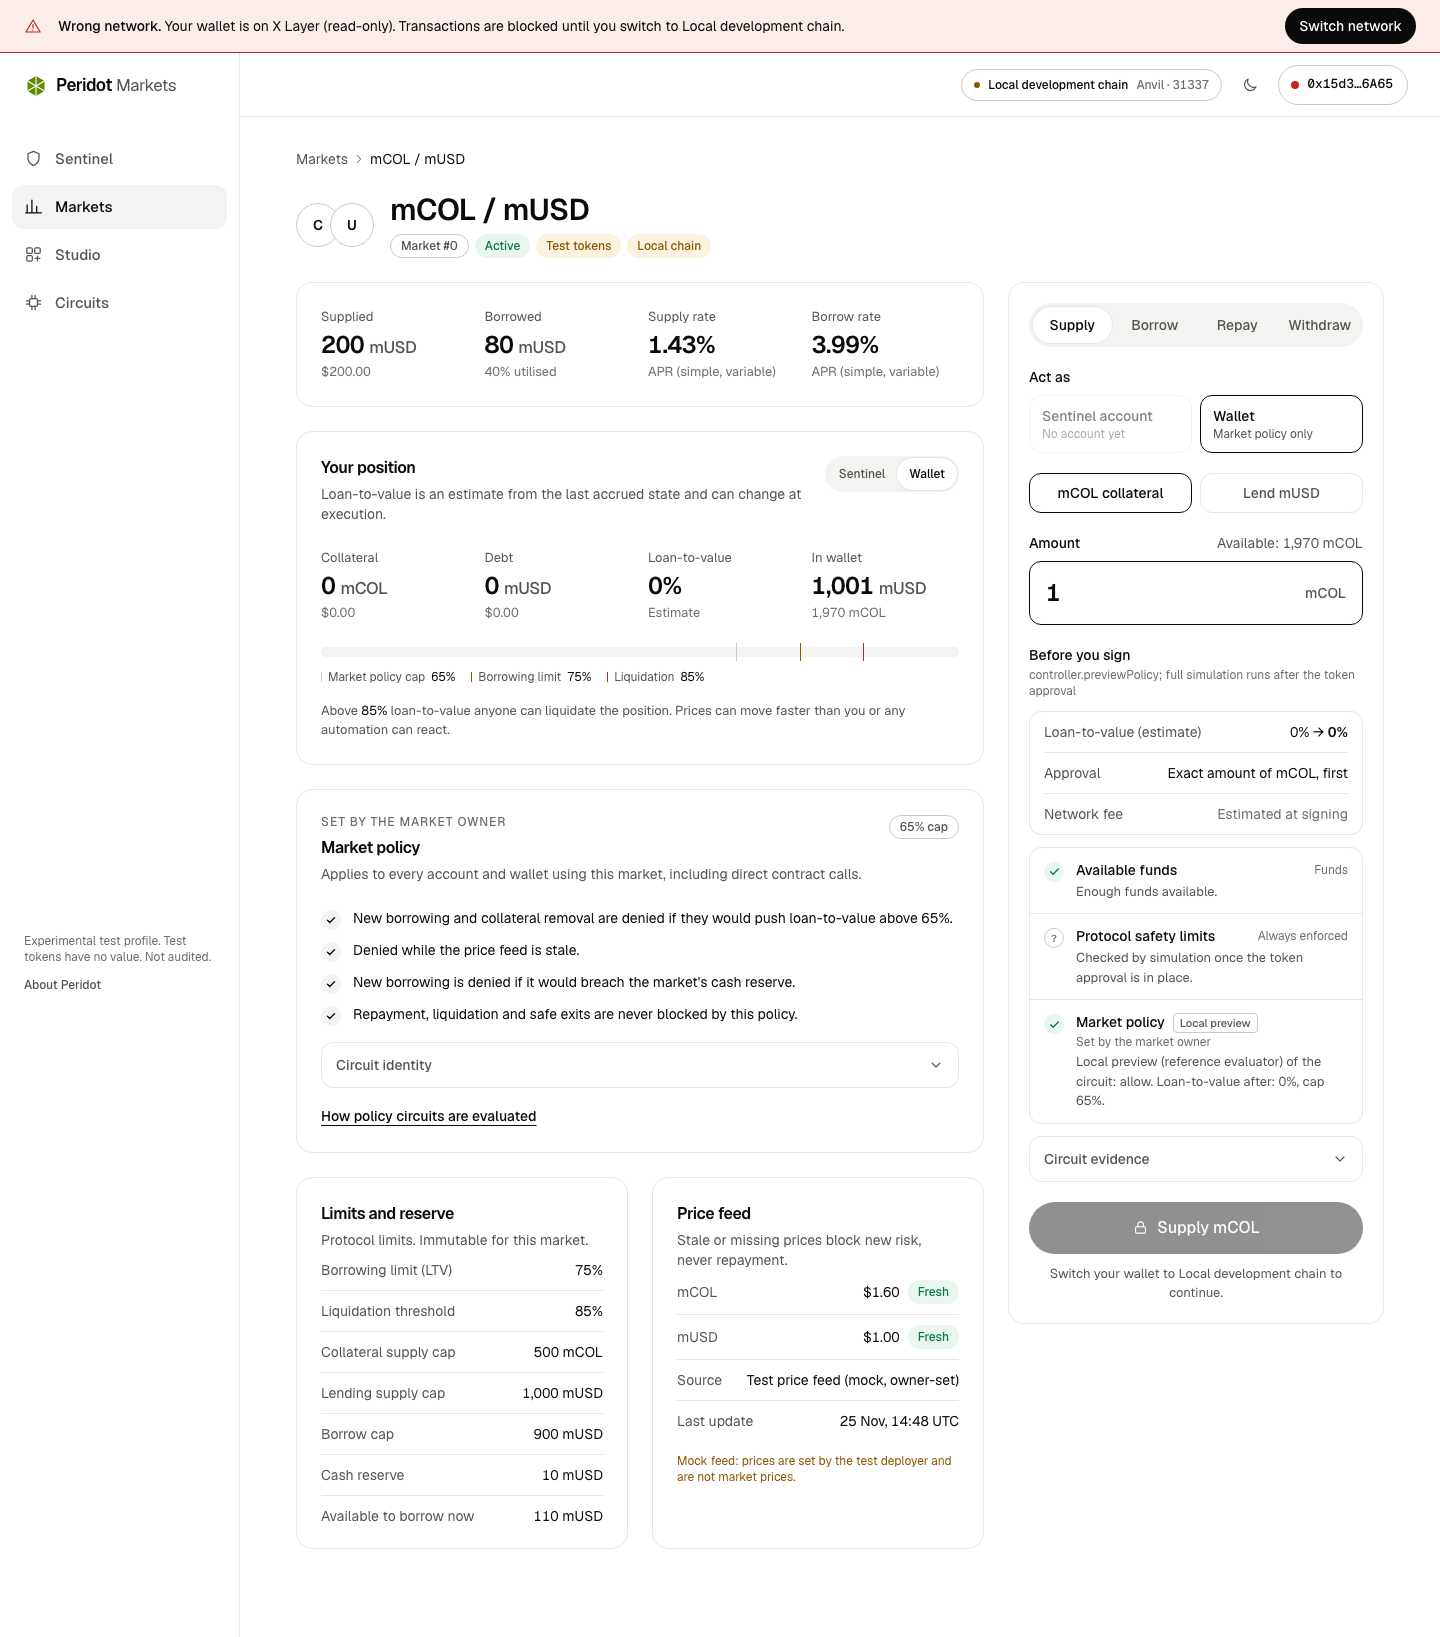 Wrong network. Your wallet is on X Layer (read-only). Transactions are blocked until you switch to Local development chain.
Switch network
Peridot Markets
Local development chain Anvil · 31337
0x15d3…6A65
Sentinel
Markets
Studio
Circuits
Experimental test profile. Test
tokens have no value. Not audited.
About Peridot
Markets > mCOL / mUSD
C U
mCOL / mUSD
Market #0 Active Test tokens Local chain
Supplied Borrowed Supply rate Borrow rate
200 mUSD 80 mUSD 1.43% 3.99%
$200.00 40% utilised APR (simple, variable) APR (simple, variable)
Your position
Sentinel Wallet
Loan-to-value is an estimate from the last accrued state and can change at
execution.
Collateral Debt Loan-to-value In wallet
0 mCOL 0 mUSD 0% 1,001 mUSD
$0.00 $0.00 Estimate 1,970 mCOL
Market policy cap 65% Borrowing limit 75% Liquidation 85%
Above 85% loan-to-value anyone can liquidate the position. Prices can move faster than you or any
automation can react.
SET BY THE MARKET OWNER
65% cap
Market policy
Applies to every account and wallet using this market, including direct contract calls.
New borrowing and collateral removal are denied if they would push loan-to-value above 65%.
Denied while the price feed is stale.
New borrowing is denied if it would breach the market's cash reserve.
Repayment, liquidation and safe exits are never blocked by this policy.
Circuit identity
How policy circuits are evaluated
Limits and reserve
Protocol limits. Immutable for this market.
Borrowing limit (LTV) 75%
Liquidation threshold 85%
Collateral supply cap 500 mCOL
Lending supply cap 1,000 mUSD
Borrow cap 900 mUSD
Cash reserve 10 mUSD
Available to borrow now 110 mUSD
Price feed
Stale or missing prices block new risk,
never repayment.
mCOL $1.60 Fresh
mUSD $1.00 Fresh
Source Test price feed (mock, owner-set)
Last update 25 Nov, 14:48 UTC
Mock feed: prices are set by the test deployer and
are not market prices.
Supply Borrow Repay Withdraw
Act as
Sentinel account Wallet
No account yet Market policy only
mCOL collateral Lend mUSD
Amount Available: 1,970 mCOL
1 mCOL
Before you sign
controller.previewPolicy; full simulation runs after the token
approval
Loan-to-value (estimate) 0% → 0%
Approval Exact amount of mCOL, first
Network fee Estimated at signing
Available funds Funds
Enough funds available.
? Protocol safety limits Always enforced
Checked by simulation once the token
approval is in place.
Market policy Local preview
Set by the market owner
Local preview (reference evaluator) of the
circuit: allow. Loan-to-value after: 0%, cap
65%.
Circuit evidence
Supply mCOL
Switch your wallet to Local development chain to
continue.